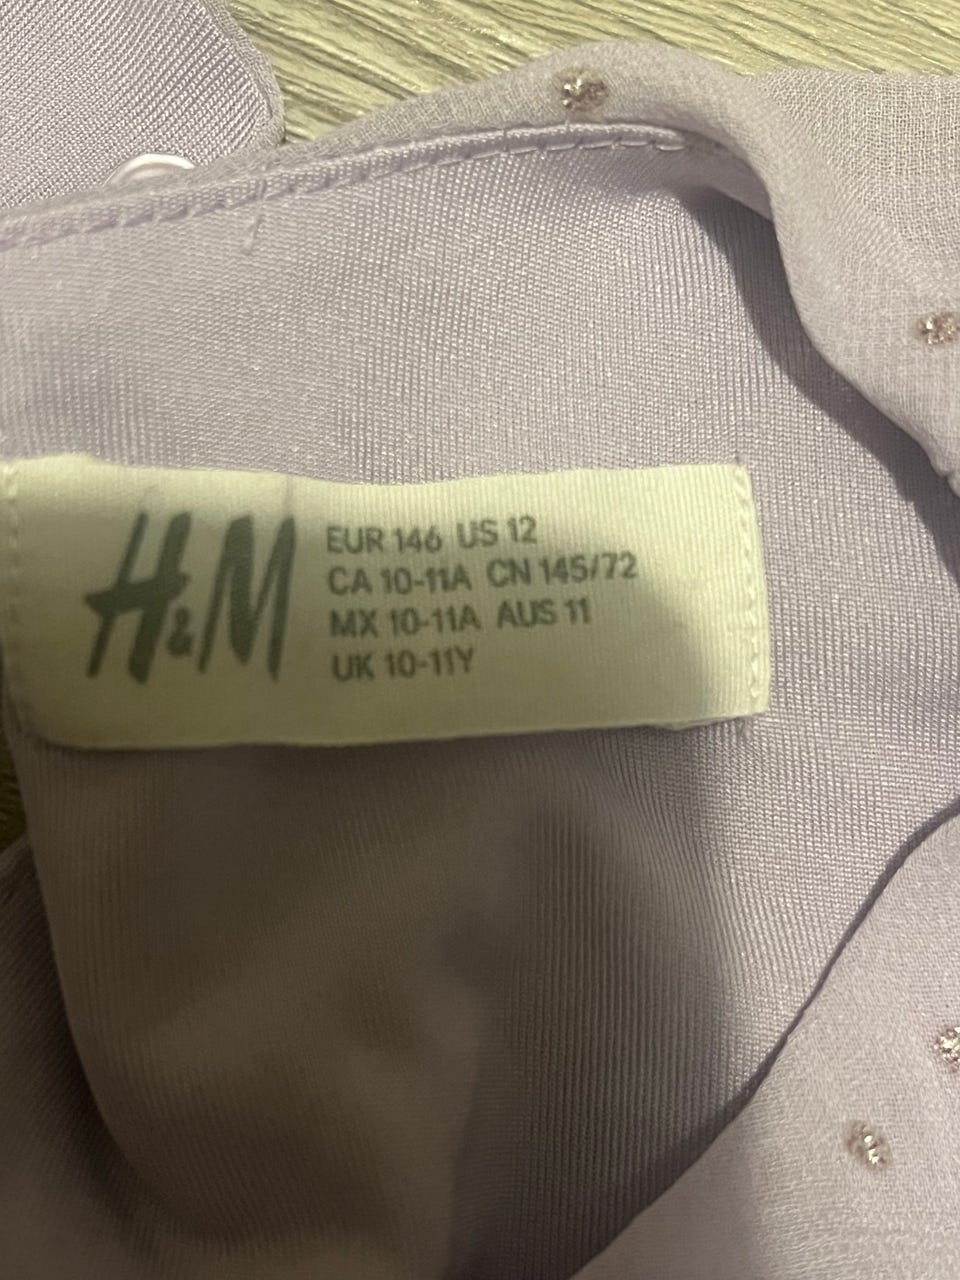 H&M
EUR 146 US 12
CA 10-11A CN 145/72
MX 10-11A AUS 11
UK 10-11Y